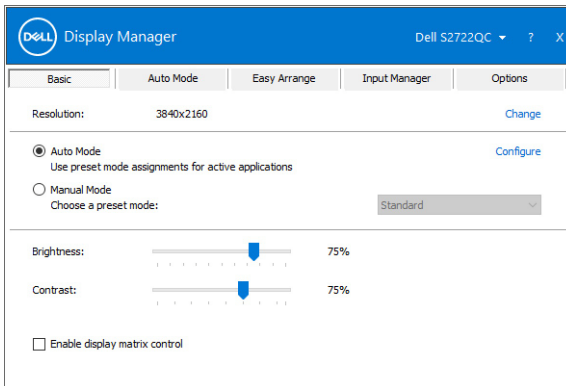 DELL Display Manager Dell S2722QC ? X
Basic Auto Mode Easy Arrange Input Manager Options
Resolution: 3840x2160 Change
Auto Mode Configure
Use preset mode assignments for active applications
Manual Mode
Choose a preset mode: Standard
Brightness: 75%
Contrast: 75%
Enable display matrix control